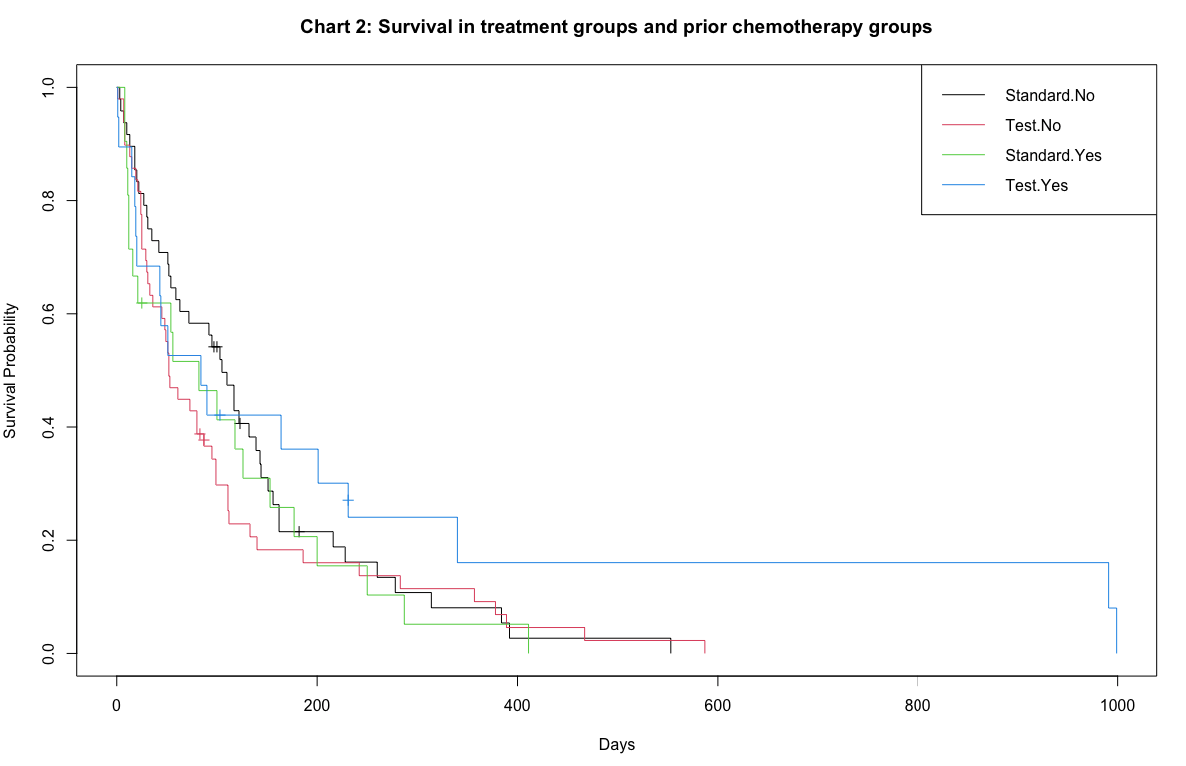 Chart 2: Survival in treatment groups and prior chemotherapy groups
Standard.No
Test.No
Standard.Yes
Test.Yes
Survival Probability
1.0
0.8
0.6
0.4
0.2
0.0
0 200 400 600 800 1000
Days